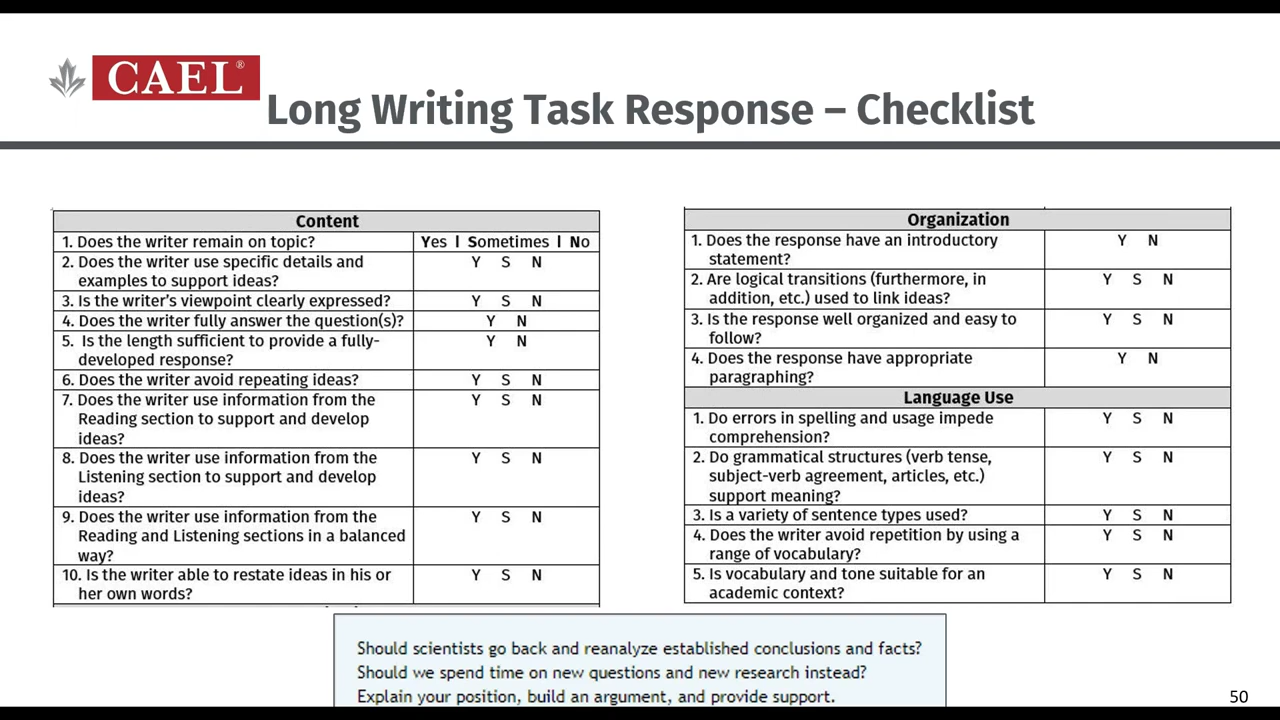 CAEL®
Long Writing Task Response – Checklist
Content
1. Does the writer remain on topic? Yes | Sometimes | No
2. Does the writer use specific details and Y S N
examples to support ideas?
3. Is the writer's viewpoint clearly expressed? Y S N
4. Does the writer fully answer the question(s)? Y N
5. Is the length sufficient to provide a fully- Y N
developed response?
6. Does the writer avoid repeating ideas? Y S N
7. Does the writer use information from the Y S N
Reading section to support and develop
ideas?
8. Does the writer use information from the Y S N
Listening section to support and develop
ideas?
9. Does the writer use information from the Y S N
Reading and Listening sections in a balanced
way?
10. Is the writer able to restate ideas in his or Y S N
her own words?
Organization
1. Does the response have an introductory Y N
statement?
2. Are logical transitions (furthermore, in Y S N
addition, etc.) used to link ideas?
3. Is the response well organized and easy to Y S N
follow?
4. Does the response have appropriate Y N
paragraphing?
Language Use
1. Do errors in spelling and usage impede Y S N
comprehension?
2. Do grammatical structures (verb tense, Y S N
subject-verb agreement, articles, etc.)
support meaning?
3. Is a variety of sentence types used? Y S N
4. Does the writer avoid repetition by using a Y S N
range of vocabulary?
5. Is vocabulary and tone suitable for an Y S N
academic context?
Should scientists go back and reanalyze established conclusions and facts?
Should we spend time on new questions and new research instead?
Explain your position, build an argument, and provide support.
50